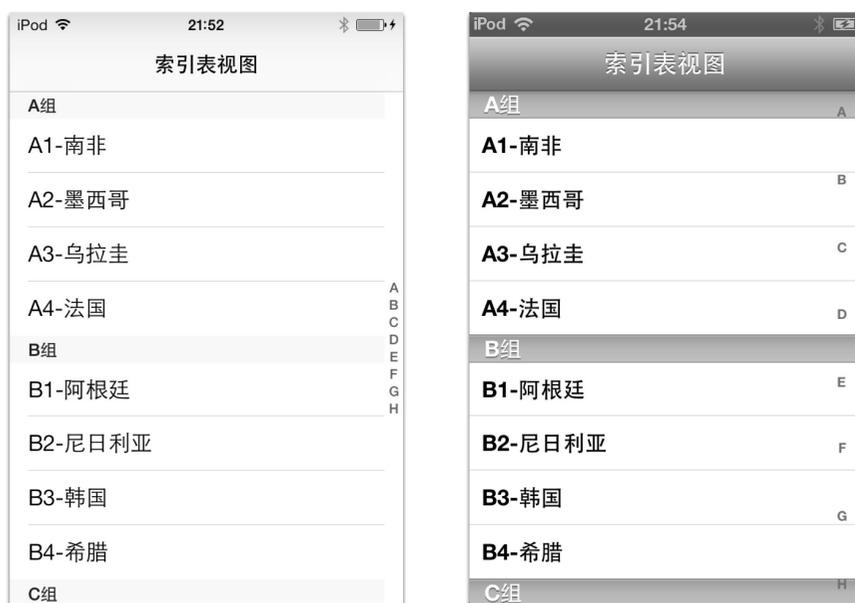 iPod 21:52
索引表视图
A组
A1-南非
A2-墨西哥
A3-乌拉圭
A4-法国
B组
B1-阿根廷
B2-尼日利亚
B3-韩国
B4-希腊
C组
A
B
C
D
E
F
G
H
iPod 21:54
索引表视图
A组
A1-南非
A2-墨西哥
A3-乌拉圭
A4-法国
B组
B1-阿根廷
B2-尼日利亚
B3-韩国
B4-希腊
C组
A
B
C
D
E
F
G
H